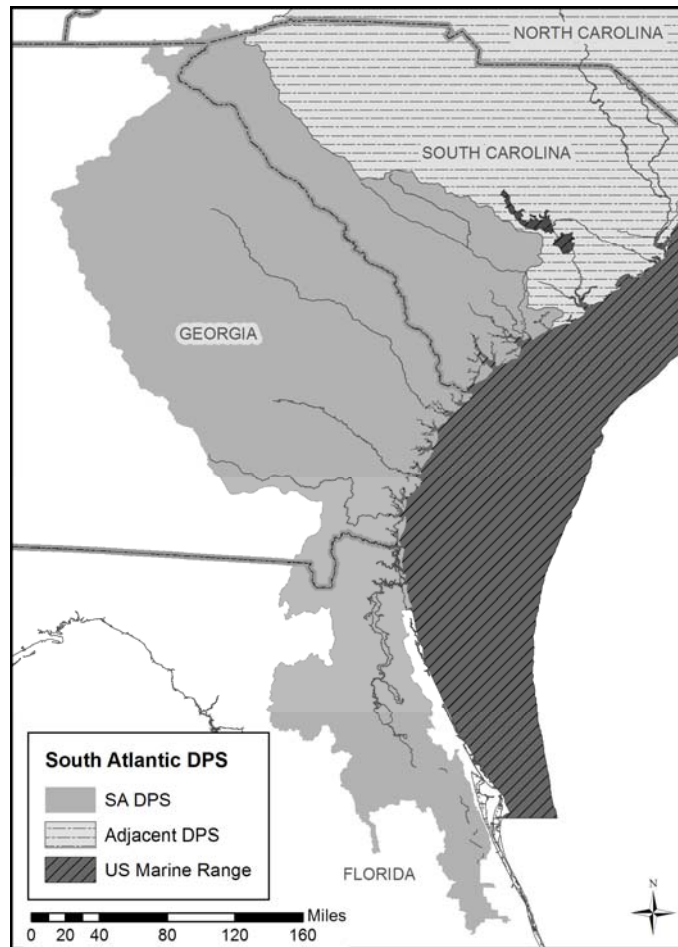 NORTH CAROLINA
SOUTH CAROLINA
GEORGIA
South Atlantic DPS
SA DPS
Adjacent DPS
US Marine Range
FLORIDA
Miles
0 20 40 80 120 160
N